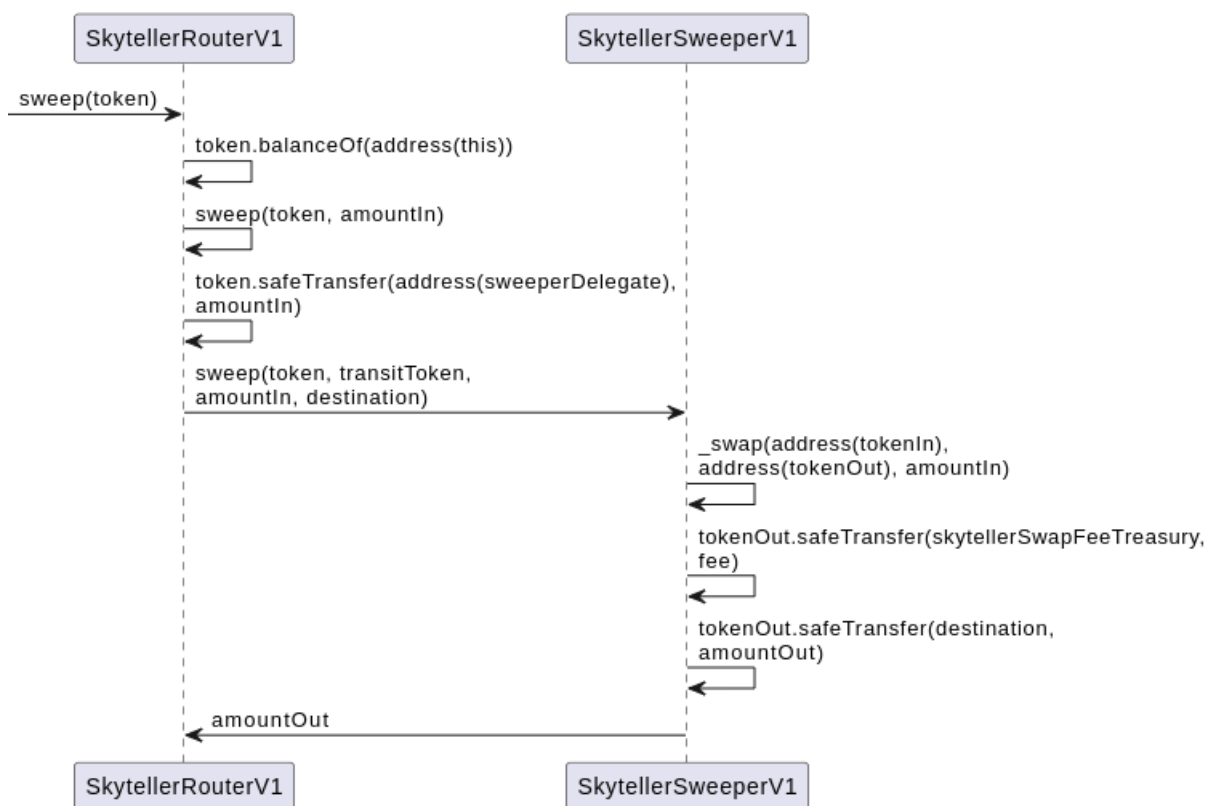 SkytellerRouterV1
SkytellerSweeperV1
sweep(token)
token.balanceOf(address(this))
sweep(token, amountIn)
token.safeTransfer(address(sweeperDelegate),
amountIn)
sweep(token, transitToken,
amountIn, destination)
_swap(address(tokenIn),
address(tokenOut), amountIn)
tokenOut.safeTransfer(skytellerSwapFeeTreasury,
fee)
tokenOut.safeTransfer(destination,
amountOut)
amountOut
SkytellerRouterV1
SkytellerSweeperV1